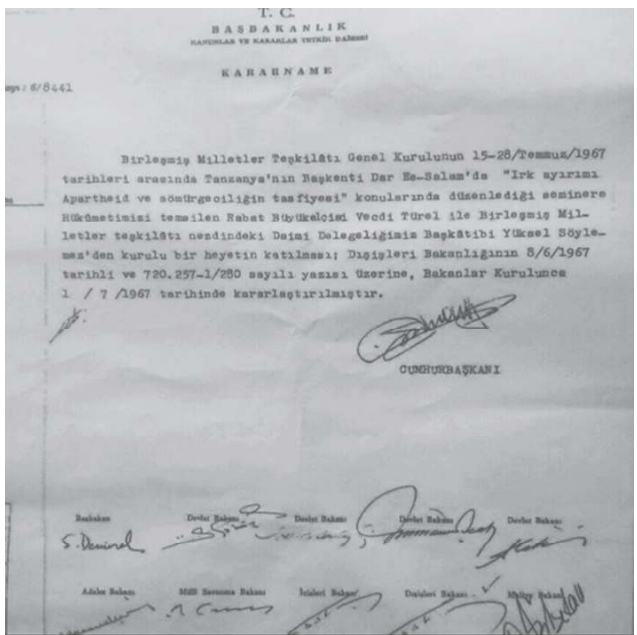 T. C.
BAŞBAKANLIK
KANUNLAR VE KARARLAR TETKİK DAİRESİ
KARARNAME
Sayı : 6/8441
Birleşmiş Milletler Teşkilâtı Genel Kurulunun 15-28/Temmuz/1967
tarihleri arasında Tanzanya'nın Başkenti Dar Es-Salam'da "Irk ayırımı
Apartheid ve sömürgeciliğin tasfiyesi" konularında düzenlediği seminere
Hükûmetimizi temsilen Rabat Büyükelçimiz Vecdi Türel ile Birleşmiş Mil-
letler teşkilâtı nezdindeki Daimi Delegeliğimiz Başkâtibi Yüksel Söyle-
mez'den kurulu bir heyetin katılması; Dışişleri Bakanlığının 8/6/1967
tarihli ve 720.257-1/280 sayılı yazısı üzerine, Bakanlar Kurulunca
1 / 7 /1967 tarihinde kararlaştırılmıştır.
CUMHURBAŞKANI
Başbakan Devlet Bakanı Devlet Bakanı Devlet Bakanı Devlet Bakanı
S. Demirel
Adalet Bakanı Millî Savunma Bakanı İçişleri Bakanı Dışişleri Bakanı Maliye Bakanı